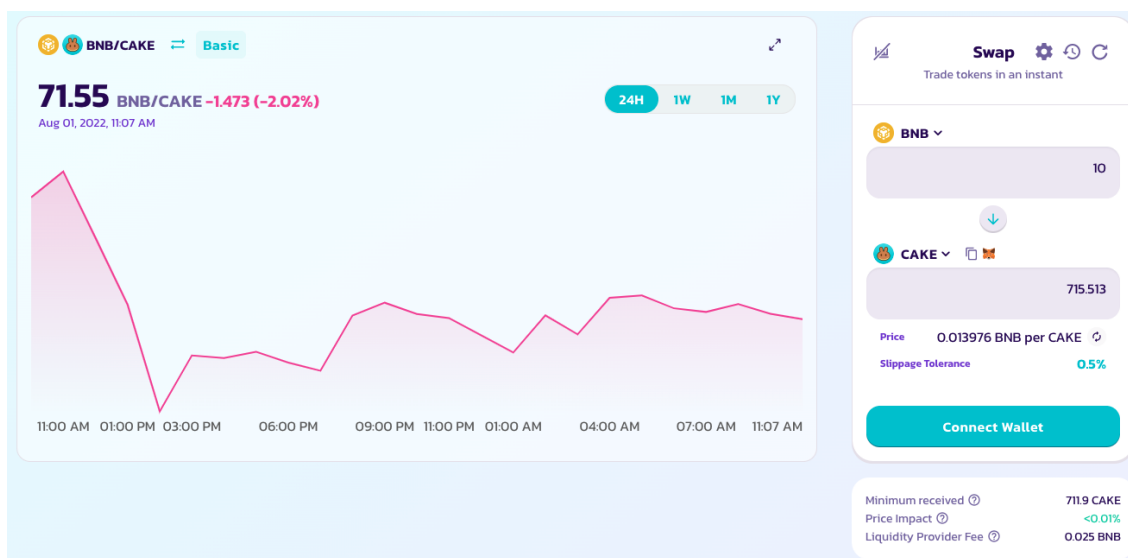 BNB/CAKE Basic
71.55 BNB/CAKE -1.473 (-2.02%)
Aug 01, 2022, 11:07 AM
24H 1W 1M 1Y
11:00 AM 01:00 PM 03:00 PM 06:00 PM 09:00 PM 11:00 PM 01:00 AM 04:00 AM 07:00 AM 11:07 AM
Swap
Trade tokens in an instant
BNB
10
CAKE
715.513
Price 0.013976 BNB per CAKE
Slippage Tolerance 0.5%
Connect Wallet
Minimum received 711.9 CAKE
Price Impact <0.01%
Liquidity Provider Fee 0.025 BNB